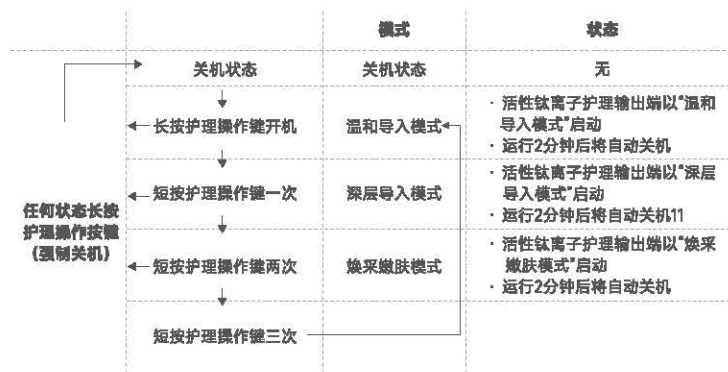 模式
状态
关机状态
关机状态
无
长按护理操作键开机
温和导入模式
· 活性钛离子护理输出端以“温和
导入模式”启动
· 运行2分钟后将自动关机
短按护理操作键一次
深层导入模式
· 活性钛离子护理输出端以“深层
导入模式”启动
· 运行2分钟后将自动关机11
任何状态长按
护理操作按键
(强制关机)
短按护理操作键两次
焕采嫩肤模式
· 活性钛离子护理输出端以“焕采
嫩肤模式”启动
· 运行2分钟后将自动关机
短按护理操作键三次